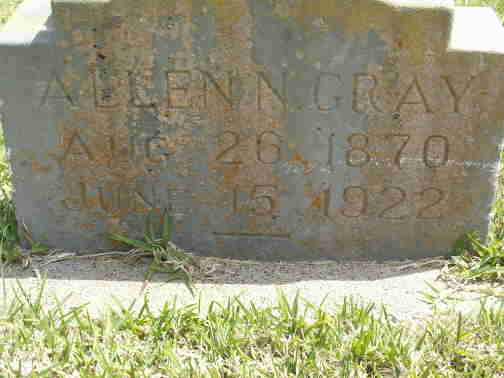 ALLEN N. GRAY
AUG 26 1870
JUNE 15 1922